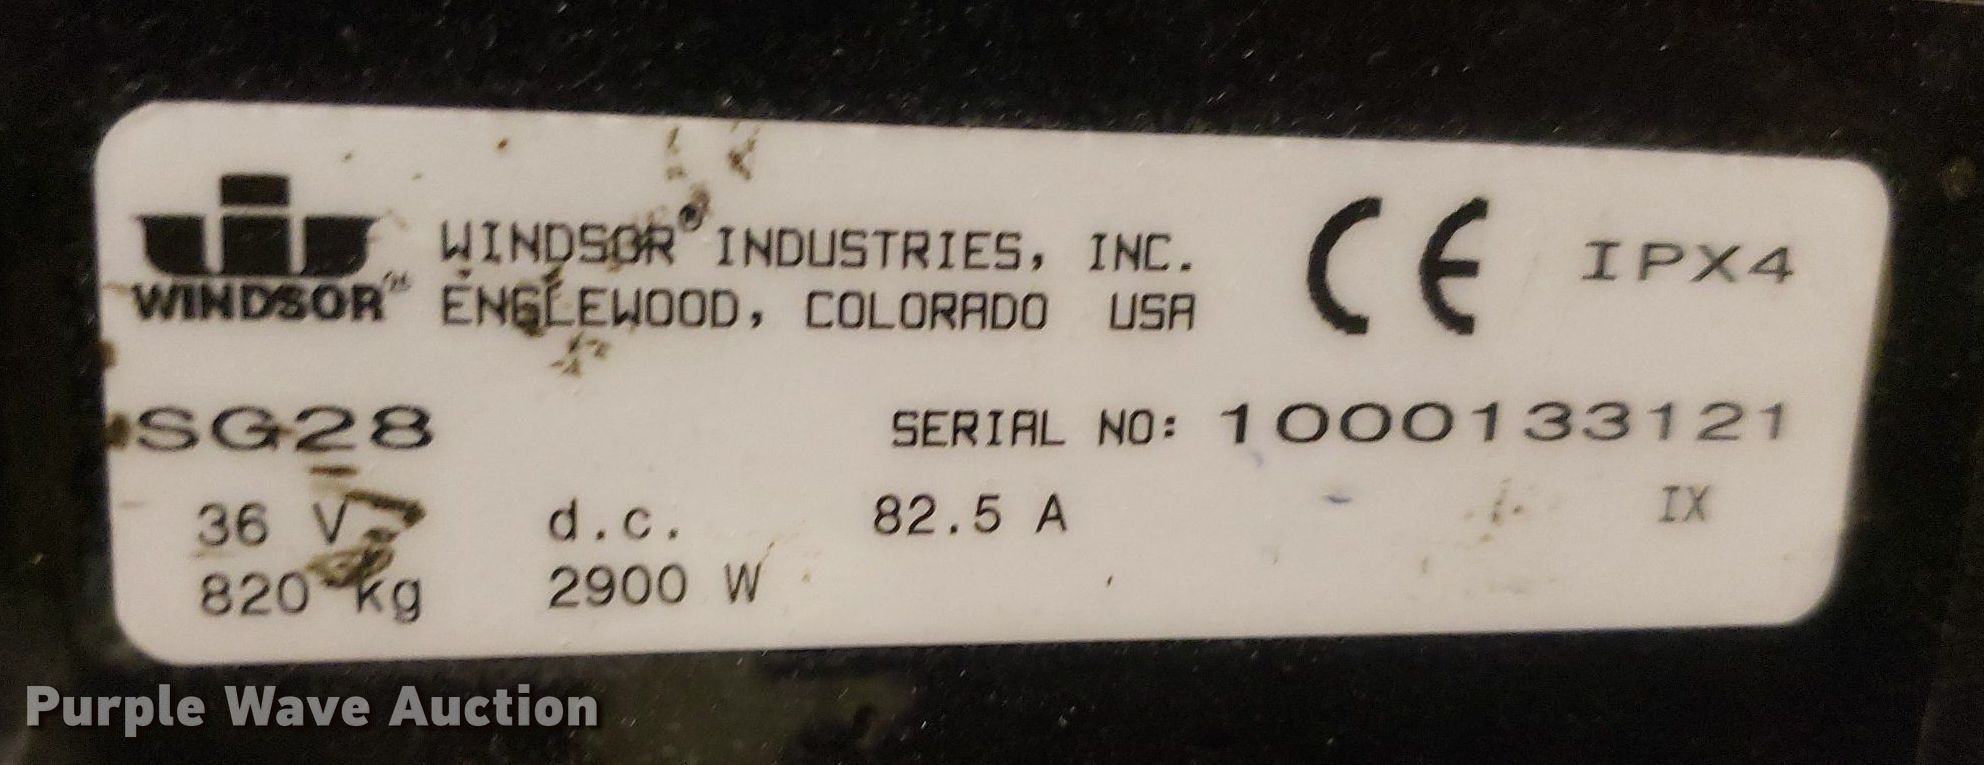 WINDSOR® INDUSTRIES, INC.
ENGLEWOOD, COLORADO USA
WINDSOR™
CE IPX4
SG28 SERIAL NO: 1000133121
36 V d.c. 82.5 A IX
820 kg 2900 W
Purple Wave Auction